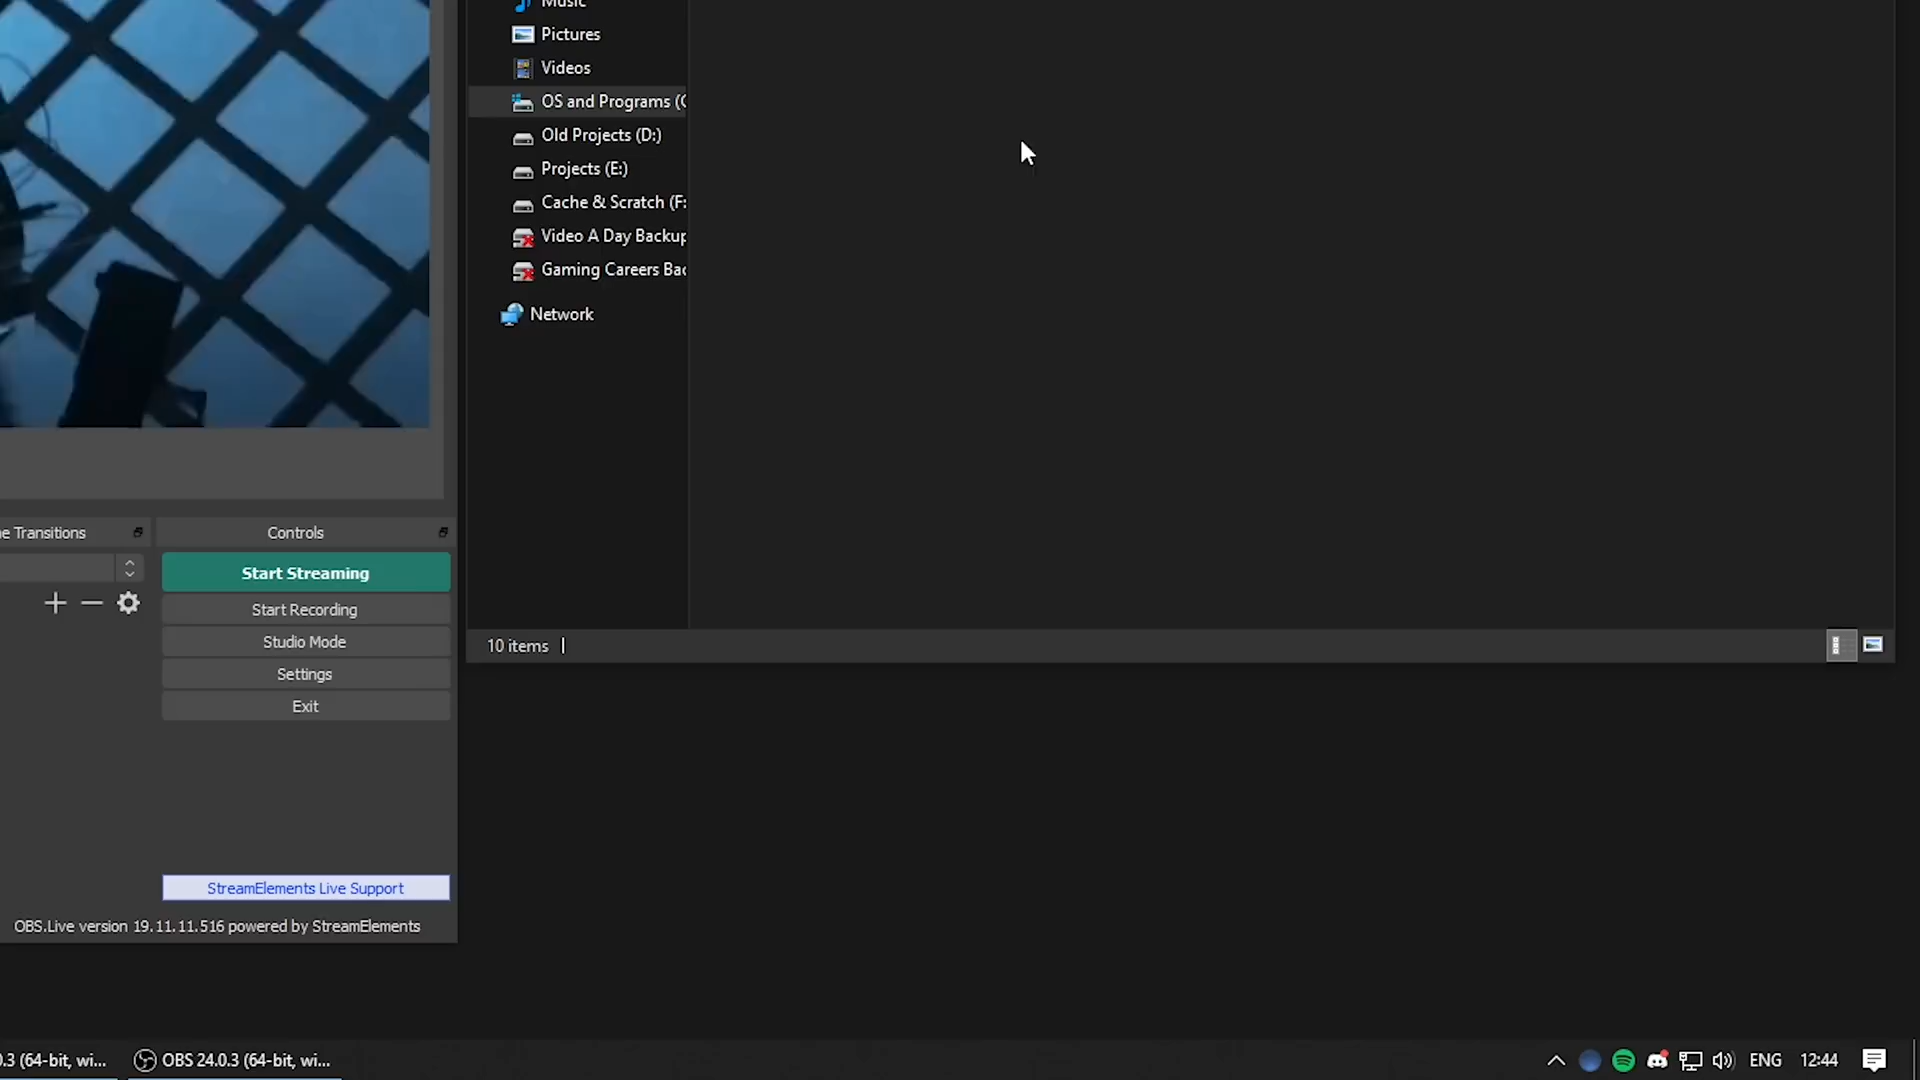 Music
Pictures
Videos
OS and Programs (C
Old Projects (D:)
Projects (E:)
Cache & Scratch (F:
Video A Day Backup
Gaming Careers Bac
Network
10 items
e Transitions
Controls
Start Streaming
Start Recording
Studio Mode
Settings
Exit
StreamElements Live Support
OBS.Live version 19.11.11.516 powered by StreamElements
0.3 (64-bit, wi...
OBS 24.0.3 (64-bit, wi...
ENG
12:44